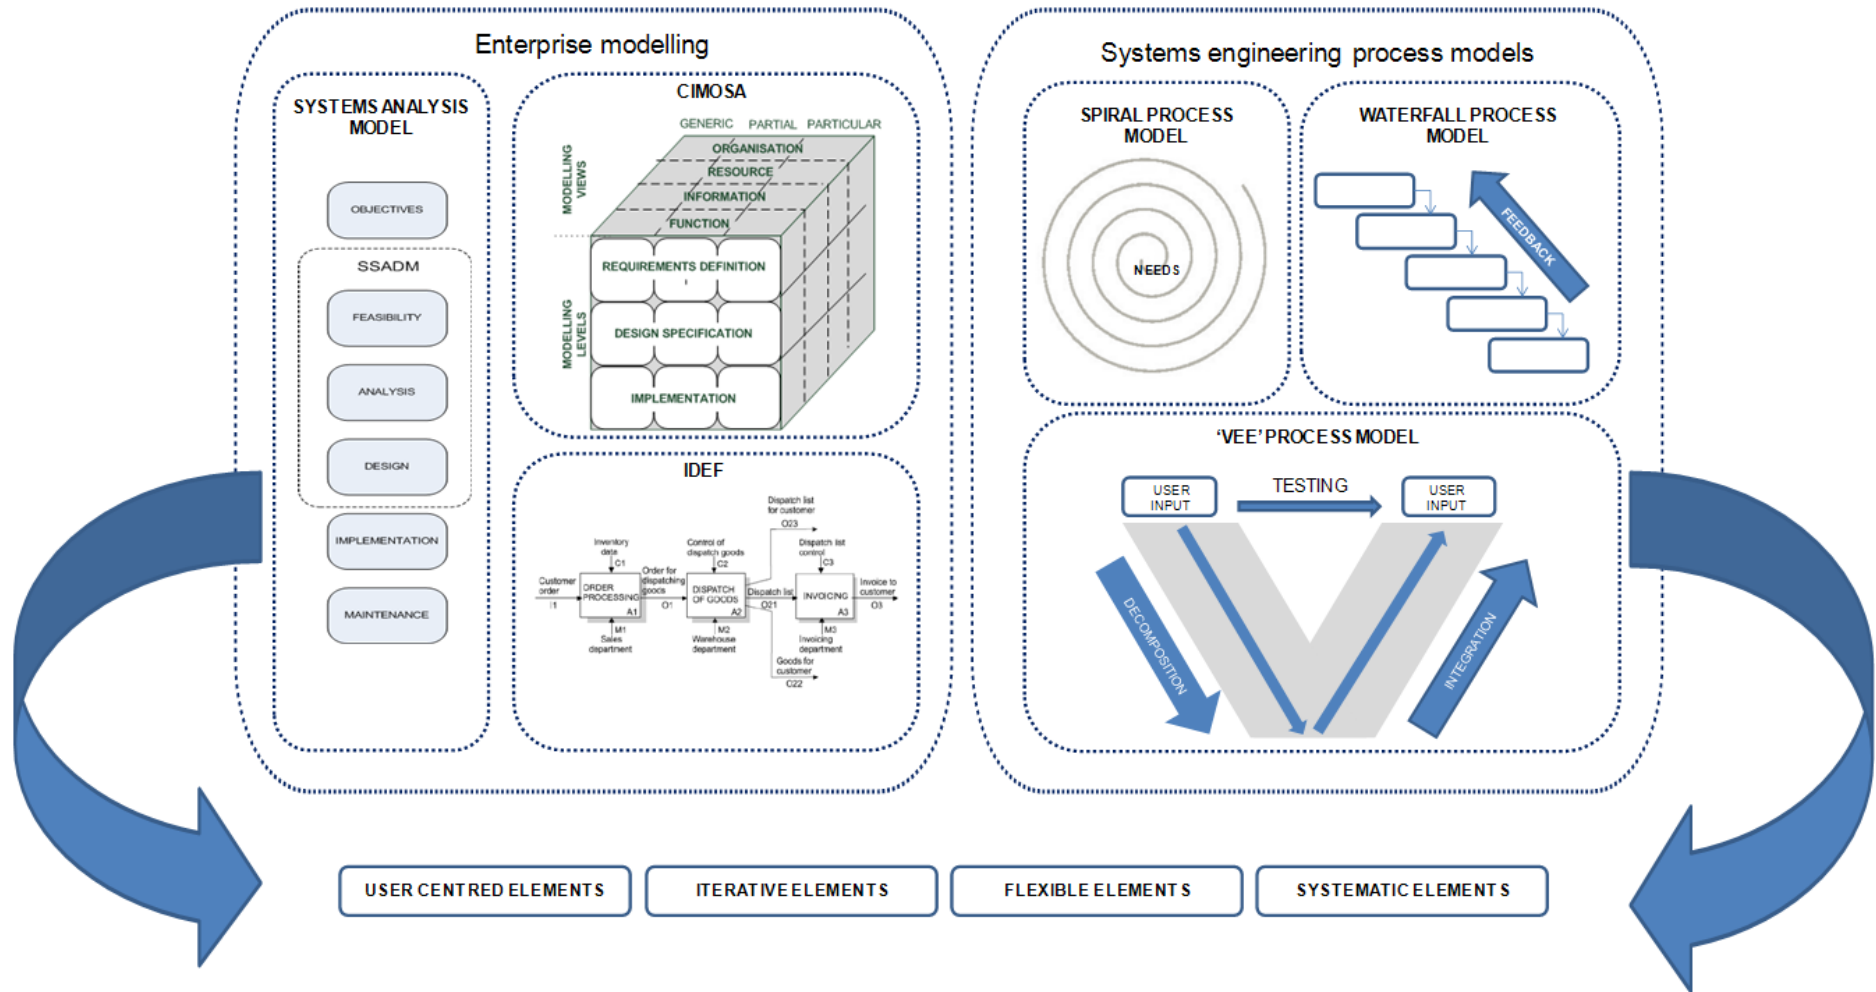 Enterprise modelling
SYSTEMS ANALYSIS
MODEL
OBJECTIVES
SSADM
FEASIBILITY
ANALYSIS
DESIGN
IMPLEMENTATION
MAINTENANCE
CIMOSA
GENERIC PARTIAL PARTICULAR
MODELLING
VIEWS
ORGANISATION
RESOURCE
INFORMATION
FUNCTION
MODELLING
LEVELS
REQUIREMENTS DEFINITION
DESIGN SPECIFICATION
IMPLEMENTATION
IDEF
Dispatch list
for customer
O23
Inventory
data
C1
Control of
dispatch goods
C2
Dispatch list
control
C3
Customer
order
I1
ORDER
PROCESSING
A1
Order for
dispatching
goods
O1
DISPATCH
OF GOODS
A2
Dispatch list
O21
INVOICING
A3
Invoice to
customer
O3
M1
Sales
department
M2
Warehouse
department
M3
Invoicing
department
Goods for
customer
O22
Systems engineering process models
SPIRAL PROCESS
MODEL
NEEDS
WATERFALL PROCESS
MODEL
FEEDBACK
‘VEE’ PROCESS MODEL
USER
INPUT
TESTING
USER
INPUT
DECOMPOSITION
INTEGRATION
USER CENTRED ELEMENTS
ITERATIVE ELEMENTS
FLEXIBLE ELEMENTS
SYSTEMATIC ELEMENTS